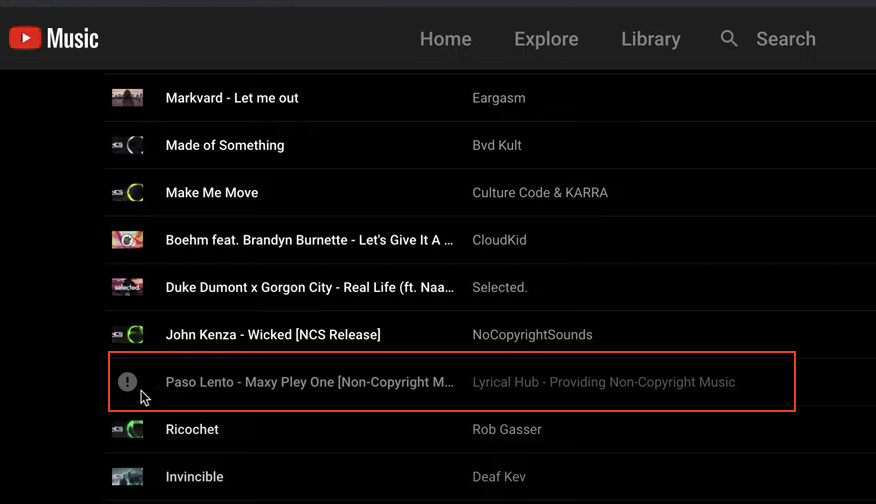 Music Home Explore Library Search
Markvard - Let me out Eargasm
Made of Something Bvd Kult
Make Me Move Culture Code & KARRA
Boehm feat. Brandyn Burnette - Let's Give It A ... CloudKid
selected. Duke Dumont x Gorgon City - Real Life (ft. Naa... Selected.
John Kenza - Wicked [NCS Release] NoCopyrightSounds
Paso Lento - Maxy Pley One [Non-Copyright M... Lyrical Hub - Providing Non-Copyright Music
Ricochet Rob Gasser
Invincible Deaf Kev